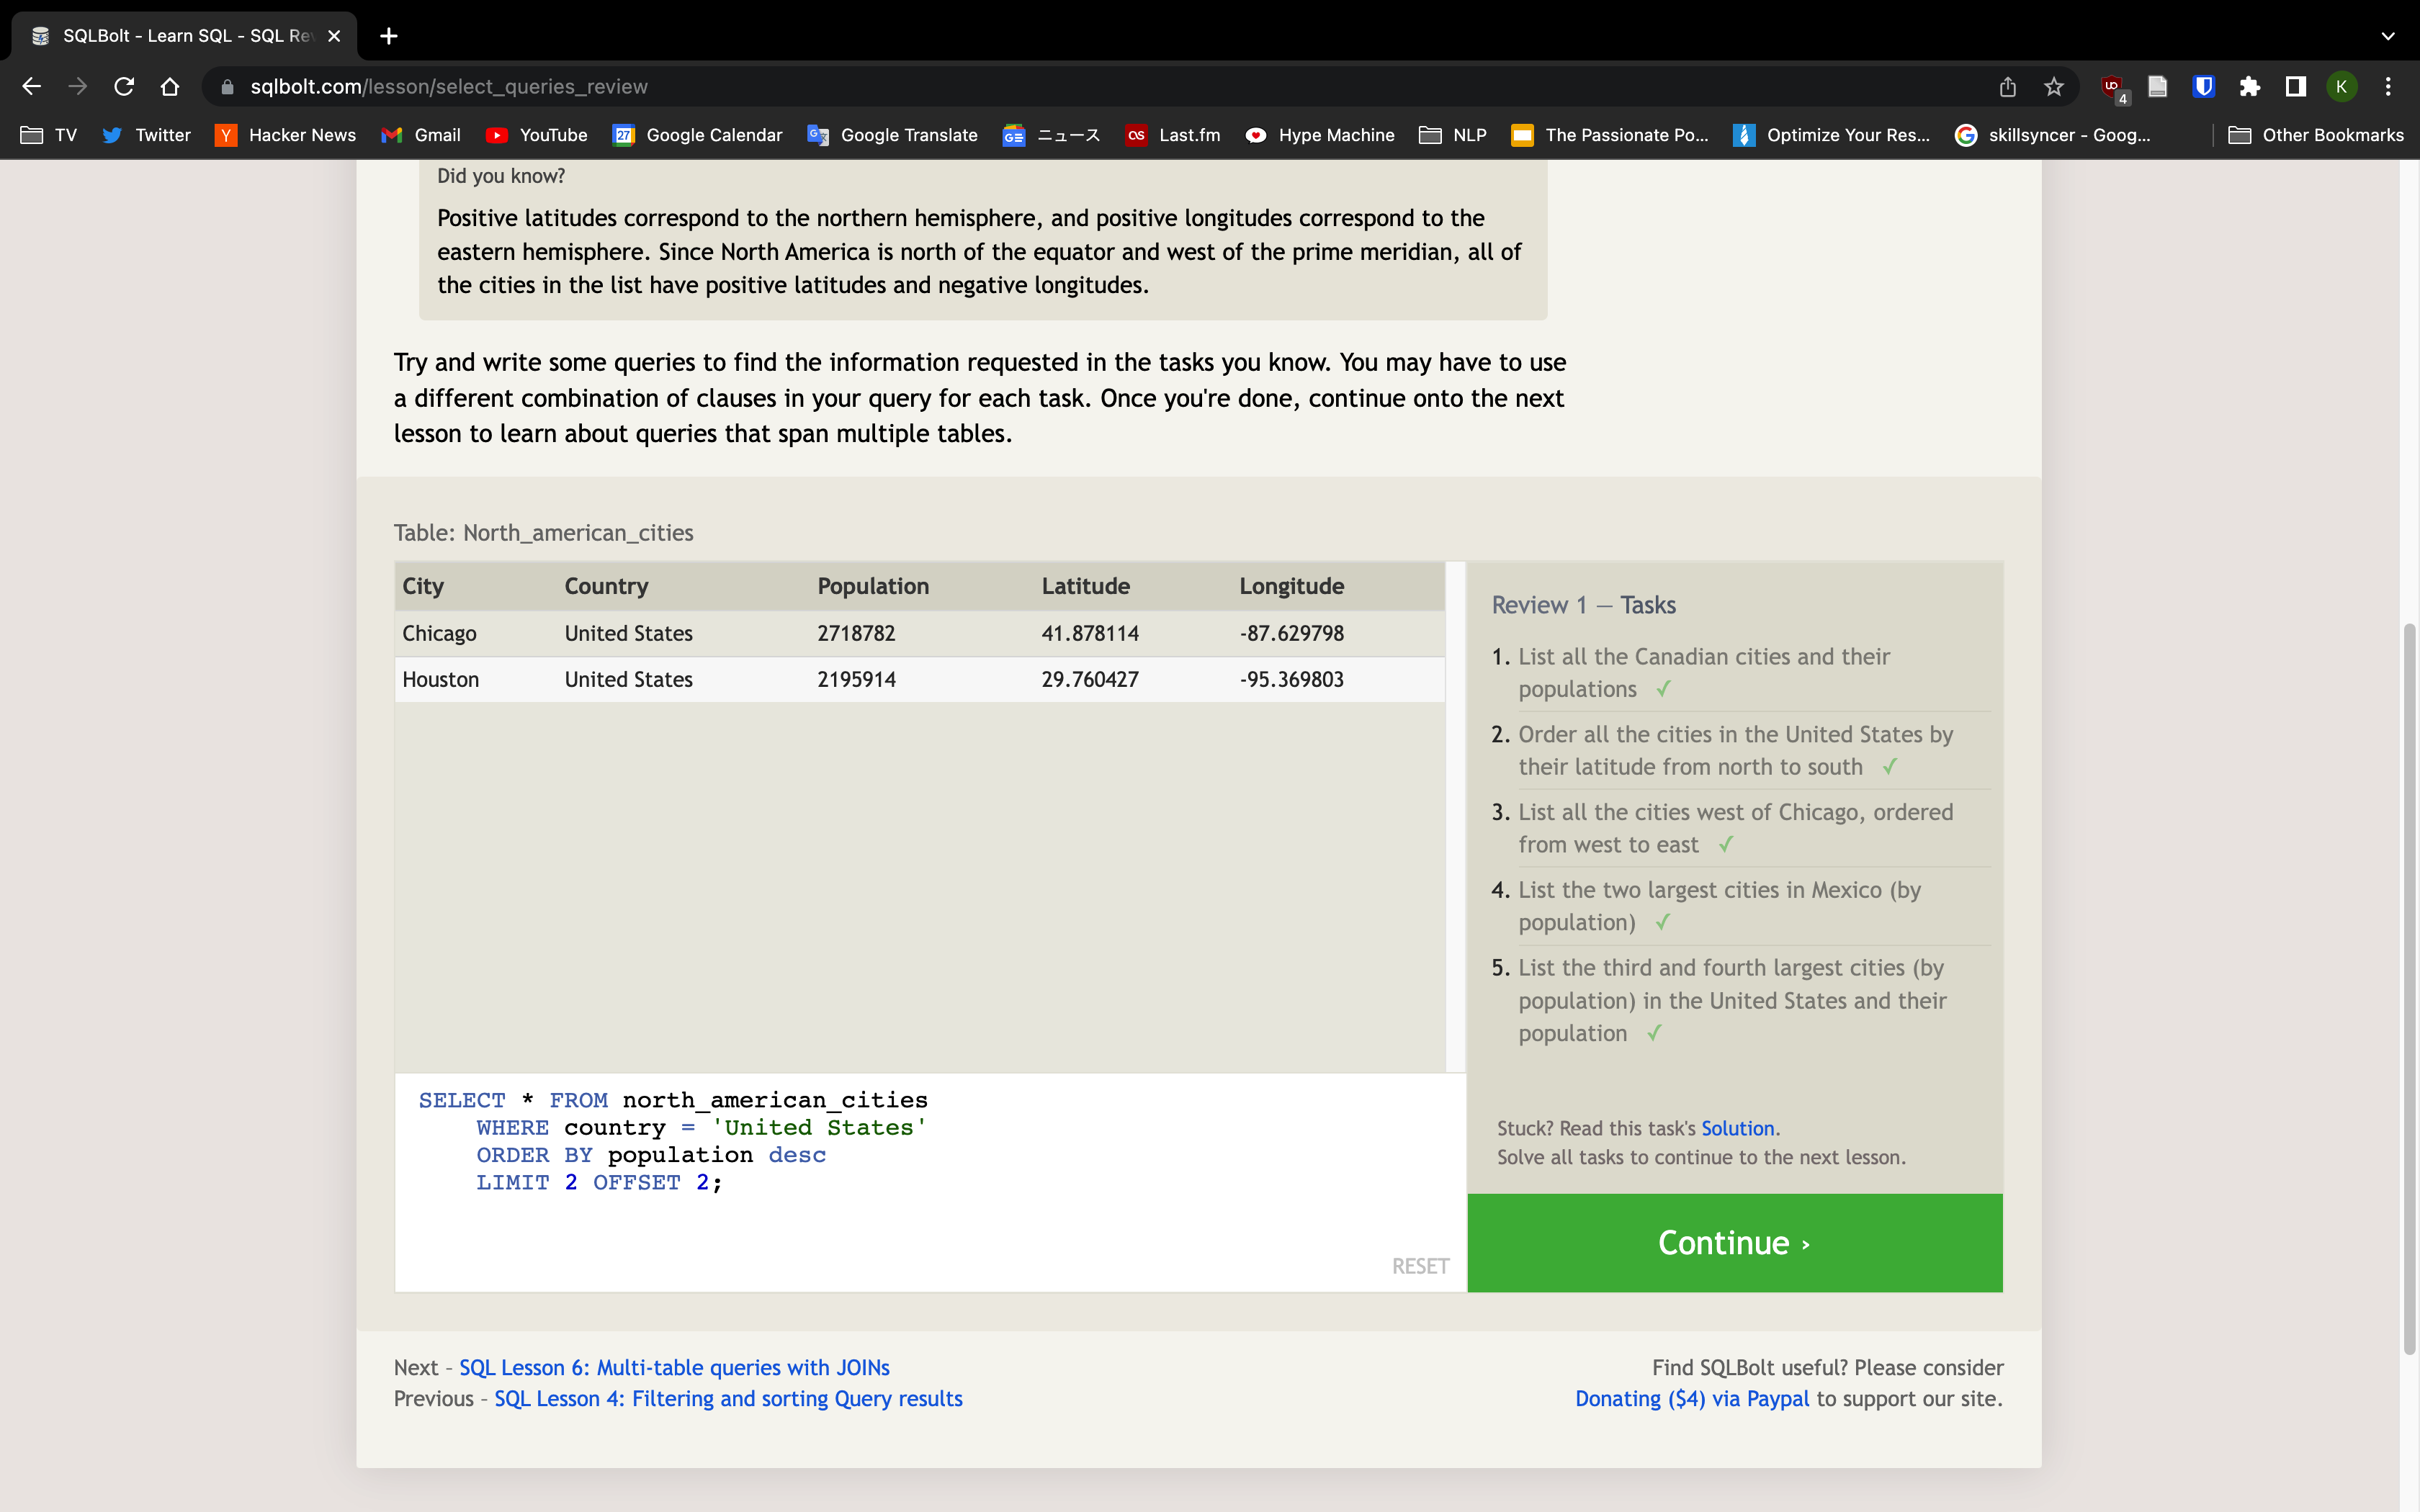 SQLBolt - Learn SQL - SQL Re
sqlbolt.com/lesson/select_queries_review
4
K
TV Twitter Hacker News Gmail YouTube 27 Google Calendar Google Translate ニュース Last.fm Hype Machine NLP The Passionate Po... Optimize Your Res... skillsyncer - Goog... Other Bookmarks
Did you know?
Positive latitudes correspond to the northern hemisphere, and positive longitudes correspond to the
eastern hemisphere. Since North America is north of the equator and west of the prime meridian, all of
the cities in the list have positive latitudes and negative longitudes.
Try and write some queries to find the information requested in the tasks you know. You may have to use
a different combination of clauses in your query for each task. Once you're done, continue onto the next
lesson to learn about queries that span multiple tables.
Table: North_american_cities
City Country Population Latitude Longitude
Chicago United States 2718782 41.878114 -87.629798
Houston United States 2195914 29.760427 -95.369803
SELECT * FROM north_american_cities
WHERE country = 'United States'
ORDER BY population desc
LIMIT 2 OFFSET 2;
RESET
Review 1 — Tasks
1. List all the Canadian cities and their
populations ✓
2. Order all the cities in the United States by
their latitude from north to south ✓
3. List all the cities west of Chicago, ordered
from west to east ✓
4. List the two largest cities in Mexico (by
population) ✓
5. List the third and fourth largest cities (by
population) in the United States and their
population ✓
Stuck? Read this task's Solution.
Solve all tasks to continue to the next lesson.
Continue ›
Next – SQL Lesson 6: Multi-table queries with JOINs
Previous – SQL Lesson 4: Filtering and sorting Query results
Find SQLBolt useful? Please consider
Donating ($4) via Paypal to support our site.